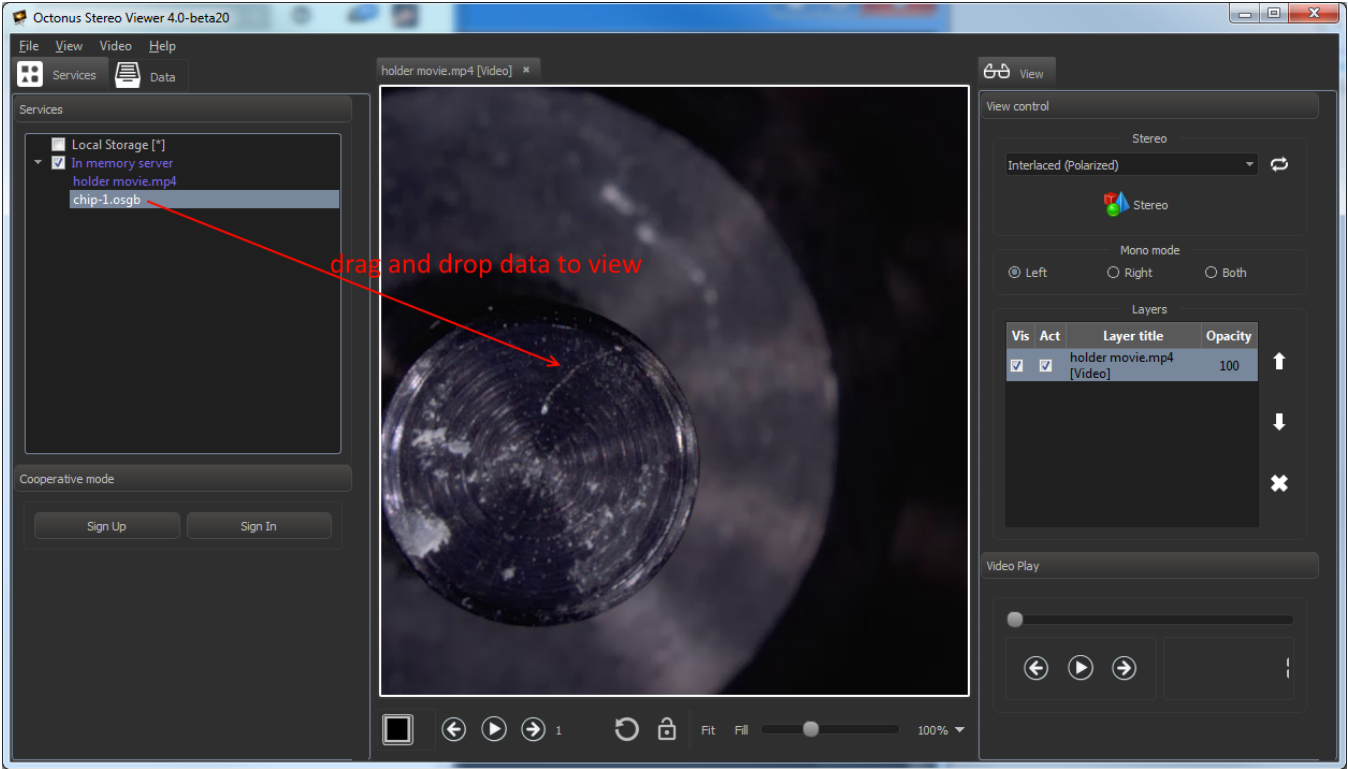 Octonus Stereo Viewer 4.0-beta20
File View Video Help
Services Data
holder movie.mp4 [Video]
View
Services
Local Storage [*]
In memory server
holder movie.mp4
chip-1.osgb
drag and drop data to view
Cooperative mode
Sign Up Sign In
1 Fit Fill 100%
View control
Stereo
Interlaced (Polarized)
Stereo
Mono mode
Left Right Both
Layers
Vis Act Layer title Opacity
holder movie.mp4
[Video] 100
Video Play